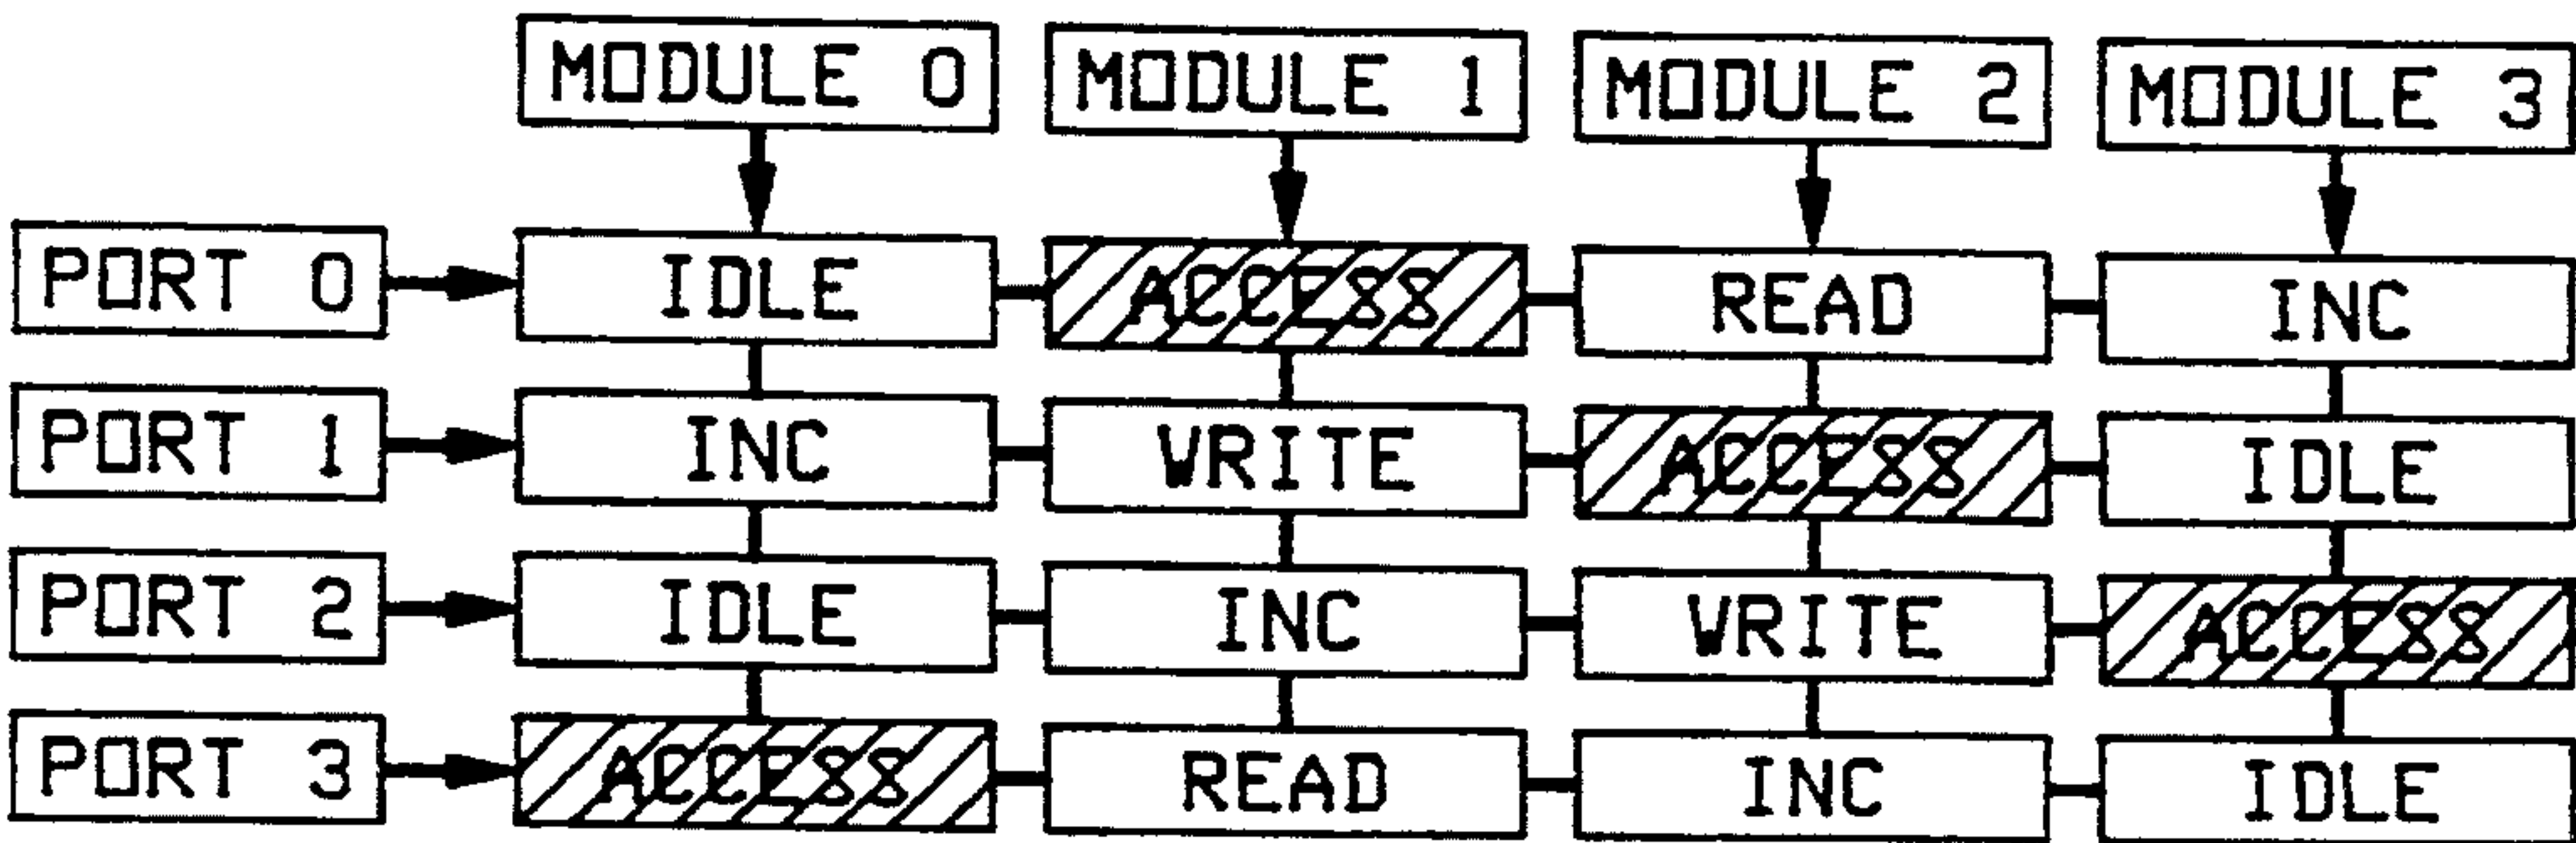 MODULE 0 MODULE 1 MODULE 2 MODULE 3
PORT 0 IDLE ACCESS READ INC
PORT 1 INC WRITE ACCESS IDLE
PORT 2 IDLE INC WRITE ACCESS
PORT 3 ACCESS READ INC IDLE